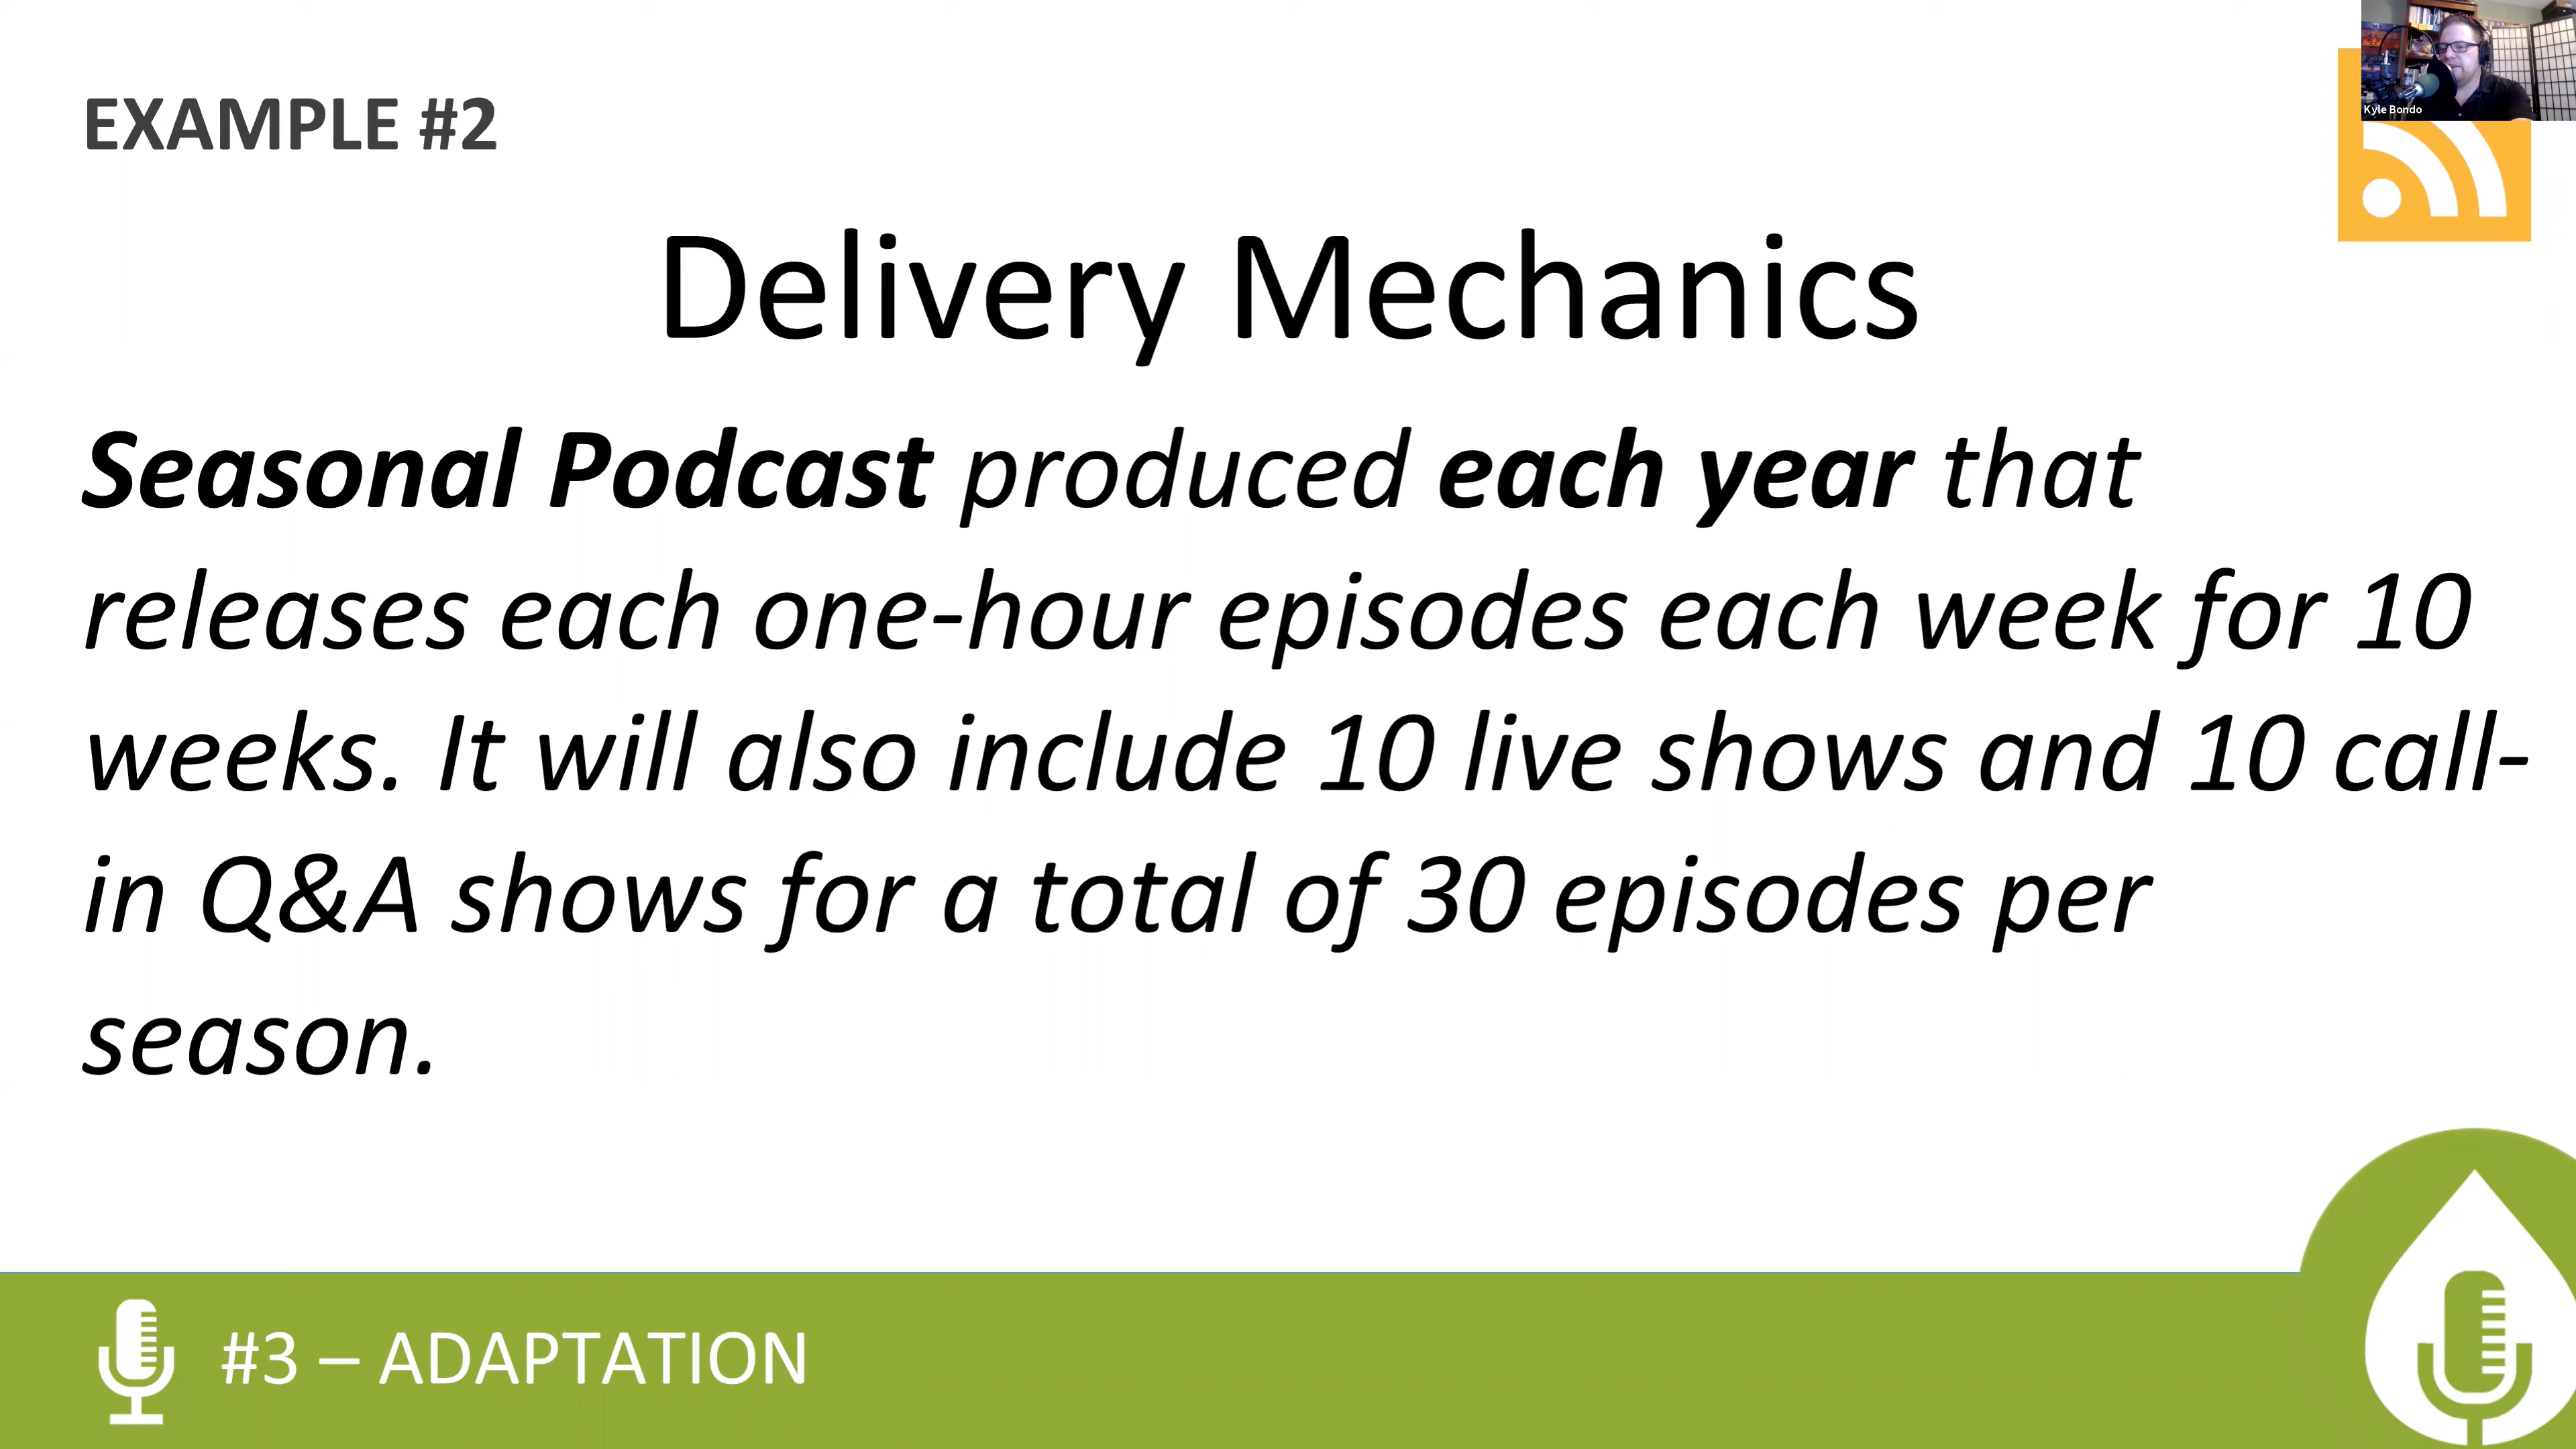 Kyle Bondo
EXAMPLE #2
Delivery Mechanics
Seasonal Podcast produced each year that
releases each one-hour episodes each week for 10
weeks. It will also include 10 live shows and 10 call-
in Q&A shows for a total of 30 episodes per
season.
#3 – ADAPTATION